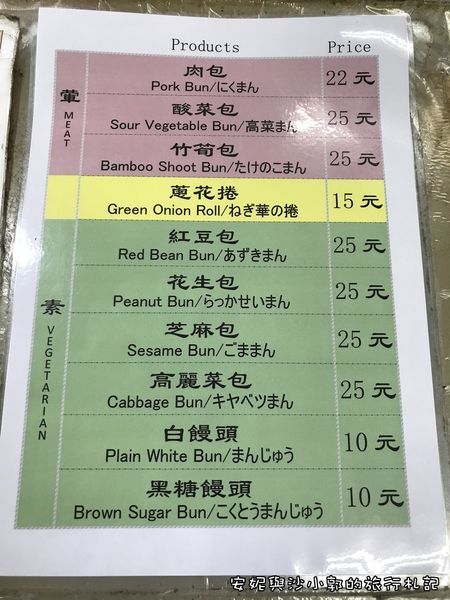 Products Price
葷
MEAT
肉包
Pork Bun/にくまん
22 元
酸菜包
Sour Vegetable Bun/高菜まん
25 元
竹筍包
Bamboo Shoot Bun/たけのこまん
25 元
蔥花捲
Green Onion Roll/ねぎ華の捲
15 元
素
VEGETARIAN
紅豆包
Red Bean Bun/あずきまん
25 元
花生包
Peanut Bun/らっかせいまん
25 元
芝麻包
Sesame Bun/ごままん
25 元
高麗菜包
Cabbage Bun/キヤベツまん
25 元
白饅頭
Plain White Bun/まんじゅう
10 元
黑糖饅頭
Brown Sugar Bun/こくとうまんじゅう
10 元
安妮與沙小郭的旅行札記